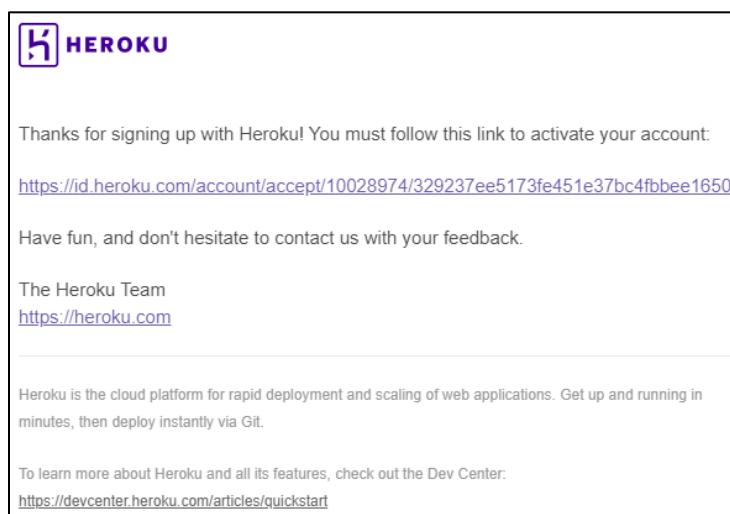 HEROKU
Thanks for signing up with Heroku! You must follow this link to activate your account:
https://id.heroku.com/account/accept/10028974/329237ee5173fe451e37bc4fbbee1650
Have fun, and don't hesitate to contact us with your feedback.
The Heroku Team
https://heroku.com
Heroku is the cloud platform for rapid deployment and scaling of web applications. Get up and running in
minutes, then deploy instantly via Git.
To learn more about Heroku and all its features, check out the Dev Center:
https://devcenter.heroku.com/articles/quickstart